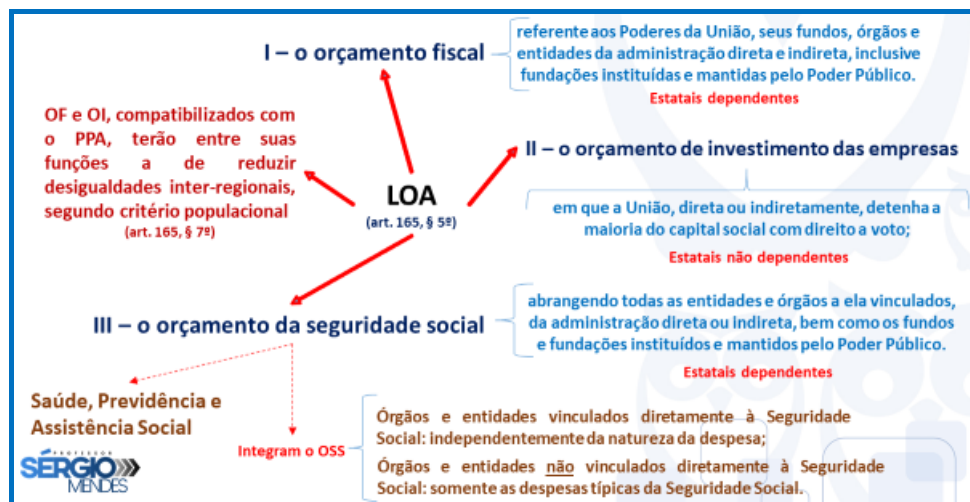 I – o orçamento fiscal
referente aos Poderes da União, seus fundos, órgãos e
entidades da administração direta e indireta, inclusive
fundações instituídas e mantidas pelo Poder Público.
Estatais dependentes
OF e OI, compatibilizados com
o PPA, terão entre suas
funções a de reduzir
desigualdades inter-regionais,
segundo critério populacional
(art. 165, § 7º)
LOA
(art. 165, § 5º)
II – o orçamento de investimento das empresas
em que a União, direta ou indiretamente, detenha a
maioria do capital social com direito a voto;
Estatais não dependentes
III – o orçamento da seguridade social
abrangendo todas as entidades e órgãos a ela vinculados,
da administração direta ou indireta, bem como os fundos
e fundações instituídos e mantidos pelo Poder Público.
Estatais dependentes
Saúde, Previdência e
Assistência Social
Integram o OSS
Órgãos e entidades vinculados diretamente à Seguridade
Social: independentemente da natureza da despesa;
Órgãos e entidades não vinculados diretamente à Seguridade
Social: somente as despesas típicas da Seguridade Social.
PROFESSOR
SÉRGIO
MENDES